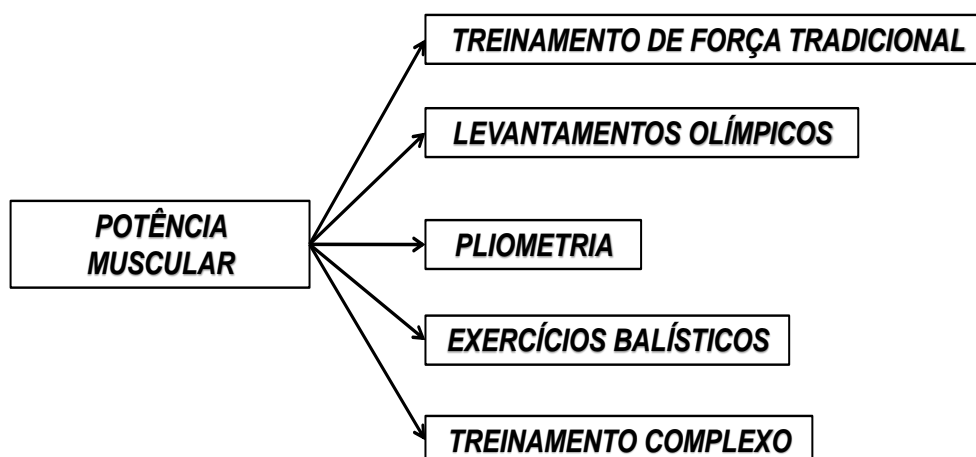 TREINAMENTO DE FORÇA TRADICIONAL
LEVANTAMENTOS OLÍMPICOS
POTÊNCIA
MUSCULAR
PLIOMETRIA
EXERCÍCIOS BALÍSTICOS
TREINAMENTO COMPLEXO